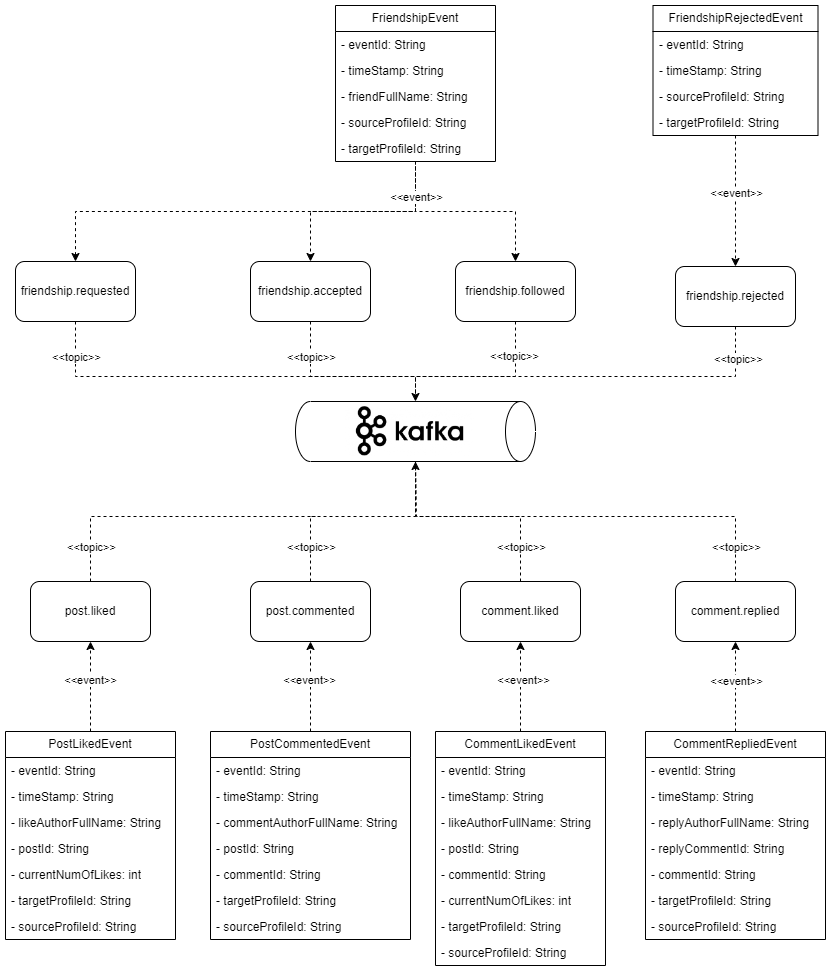 FriendshipEvent
- eventId: String
- timeStamp: String
- friendFullName: String
- sourceProfileId: String
- targetProfileId: String
FriendshipRejectedEvent
- eventId: String
- timeStamp: String
- sourceProfileId: String
- targetProfileId: String
<<event>>
<<event>>
friendship.requested
friendship.accepted
friendship.followed
friendship.rejected
<<topic>>
<<topic>>
<<topic>>
<<topic>>
kafka
<<topic>>
<<topic>>
<<topic>>
<<topic>>
post.liked
post.commented
comment.liked
comment.replied
<<event>>
<<event>>
<<event>>
<<event>>
PostLikedEvent
- eventId: String
- timeStamp: String
- likeAuthorFullName: String
- postId: String
- currentNumOfLikes: int
- targetProfileId: String
- sourceProfileId: String
PostCommentedEvent
- eventId: String
- timeStamp: String
- commentAuthorFullName: String
- postId: String
- commentId: String
- targetProfileId: String
- sourceProfileId: String
CommentLikedEvent
- eventId: String
- timeStamp: String
- likeAuthorFullName: String
- postId: String
- commentId: String
- currentNumOfLikes: int
- targetProfileId: String
- sourceProfileId: String
CommentRepliedEvent
- eventId: String
- timeStamp: String
- replyAuthorFullName: String
- replyCommentId: String
- commentId: String
- targetProfileId: String
- sourceProfileId: String